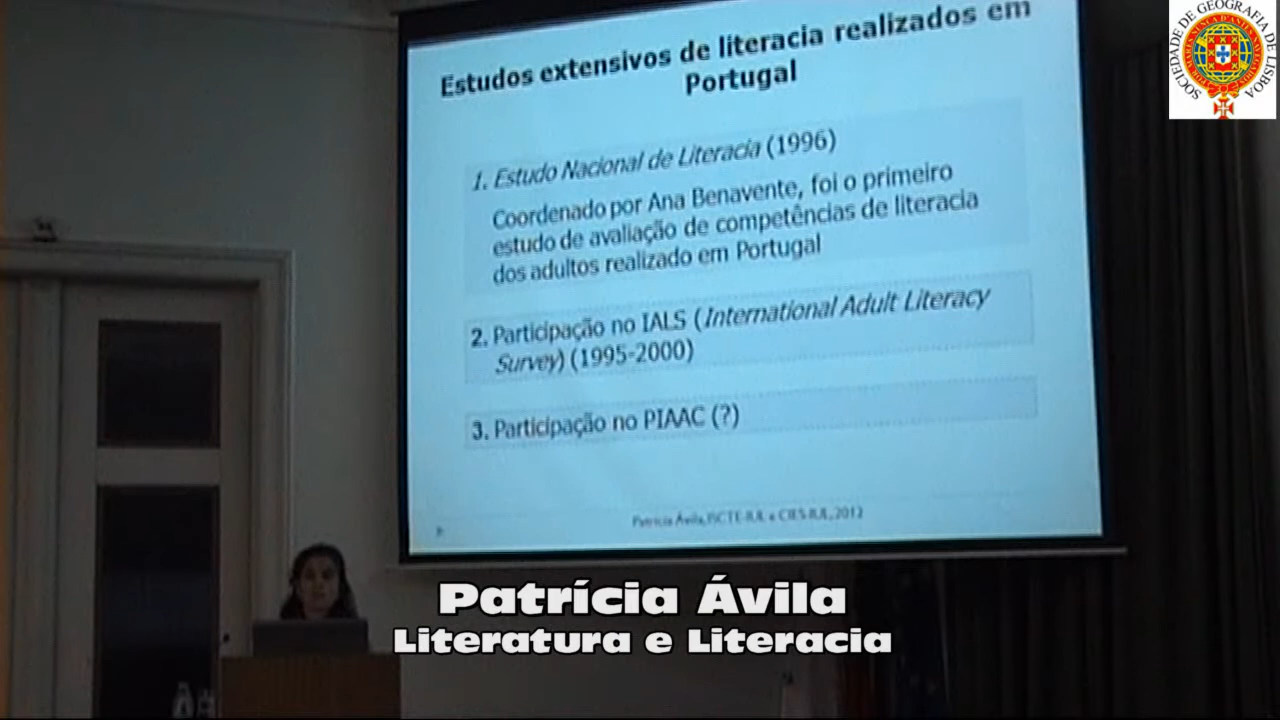 Estudos extensivos de literacia realizados em
Portugal
1. Estudo Nacional de Literacia (1996)
Coordenado por Ana Benavente, foi o primeiro
estudo de avaliação de competências de literacia
dos adultos realizado em Portugal
2. Participação no IALS (International Adult Literacy
Survey) (1995-2000)
3. Participação no PIAAC (?)
Patrícia Ávila, ISCTE-IUL e CIES-IUL, 2012
Patrícia Ávila
Literatura e Literacia
SOCIEDADE DE GEOGRAFIA DE LISBOA